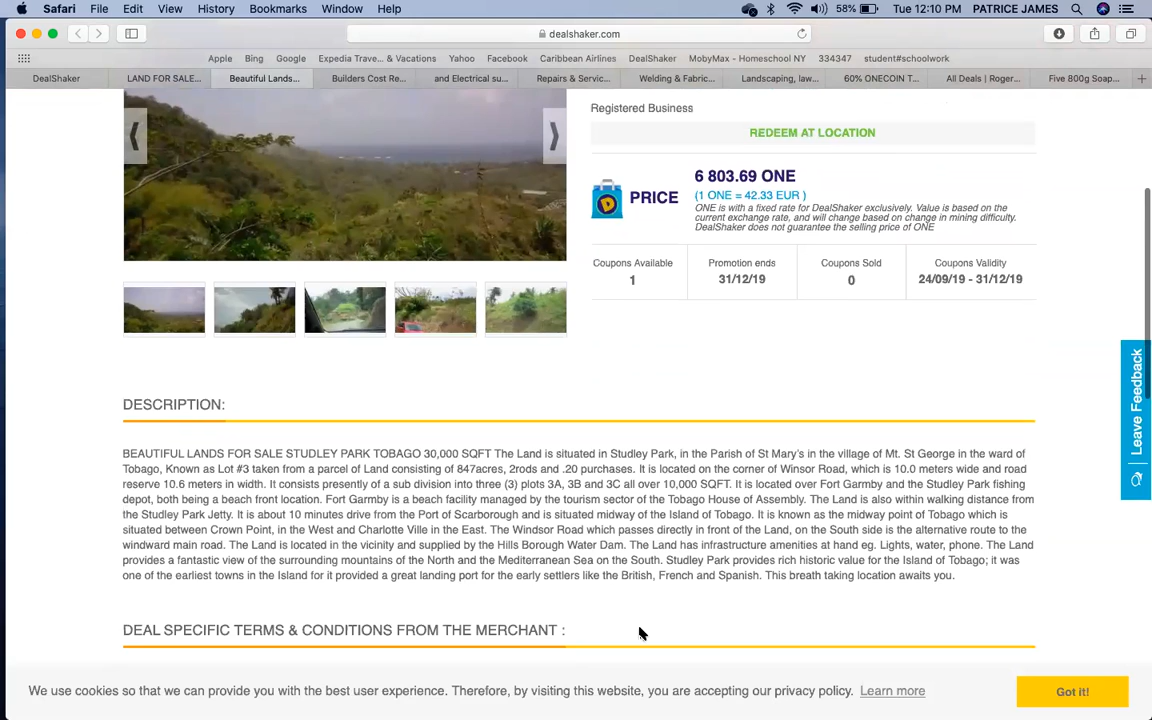 Safari File Edit View History Bookmarks Window Help 58% Tue 12:10 PM PATRICE JAMES
dealshaker.com
Apple Bing Google Expedia Trave... & Vacations Yahoo Facebook Caribbean Airlines DealShaker MobyMax - Homeschool NY 334347 student#schoolwork
DealShaker LAND FOR SALE... Beautiful Lands... Builders Cost Re... and Electrical su... Repairs & Servic... Welding & Fabric... Landscaping, law... 60% ONECOIN T... All Deals | Roger... Five 800g Soap...
Registered Business
REDEEM AT LOCATION
6 803.69 ONE
PRICE
(1 ONE = 42.33 EUR )
ONE is with a fixed rate for DealShaker exclusively. Value is based on the
current exchange rate, and will change based on change in mining difficulty.
DealShaker does not guarantee the selling price of ONE
Coupons Available Promotion ends Coupons Sold Coupons Validity
1 31/12/19 0 24/09/19 - 31/12/19
Leave Feedback
DESCRIPTION:
BEAUTIFUL LANDS FOR SALE STUDLEY PARK TOBAGO 30,000 SQFT The Land is situated in Studley Park, in the Parish of St Mary's in the village of Mt. St George in the ward of
Tobago, Known as Lot #3 taken from a parcel of Land consisting of 847acres, 2rods and .20 purchases. It is located on the corner of Winsor Road, which is 10.0 meters wide and road
reserve 10.6 meters in width. It consists presently of a sub division into three (3) plots 3A, 3B and 3C all over 10,000 SQFT. It is located over Fort Garmby and the Studley Park fishing
depot, both being a beach front location. Fort Garmby is a beach facility managed by the tourism sector of the Tobago House of Assembly. The Land is also within walking distance from
the Studley Park Jetty. It is about 10 minutes drive from the Port of Scarborough and is situated midway of the Island of Tobago. It is known as the midway point of Tobago which is
situated between Crown Point, in the West and Charlotte Ville in the East. The Windsor Road which passes directly in front of the Land, on the South side is the alternative route to the
windward main road. The Land is located in the vicinity and supplied by the Hills Borough Water Dam. The Land has infrastructure amenities at hand eg. Lights, water, phone. The Land
provides a fantastic view of the surrounding mountains of the North and the Mediterranean Sea on the South. Studley Park provides rich historic value for the Island of Tobago; it was
one of the earliest towns in the Island for it provided a great landing port for the early settlers like the British, French and Spanish. This breath taking location awaits you.
DEAL SPECIFIC TERMS & CONDITIONS FROM THE MERCHANT :
We use cookies so that we can provide you with the best user experience. Therefore, by visiting this website, you are accepting our privacy policy. Learn more
Got it!